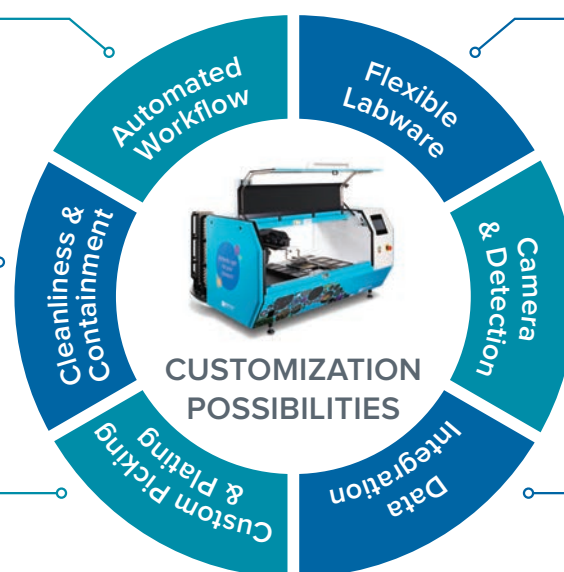 Automated
Workflow
Flexible
Labware
Camera
& Detection
Data
Integration
Custom Picking
& Plating
Cleanliness &
Containment
CUSTOMIZATION
POSSIBILITIES